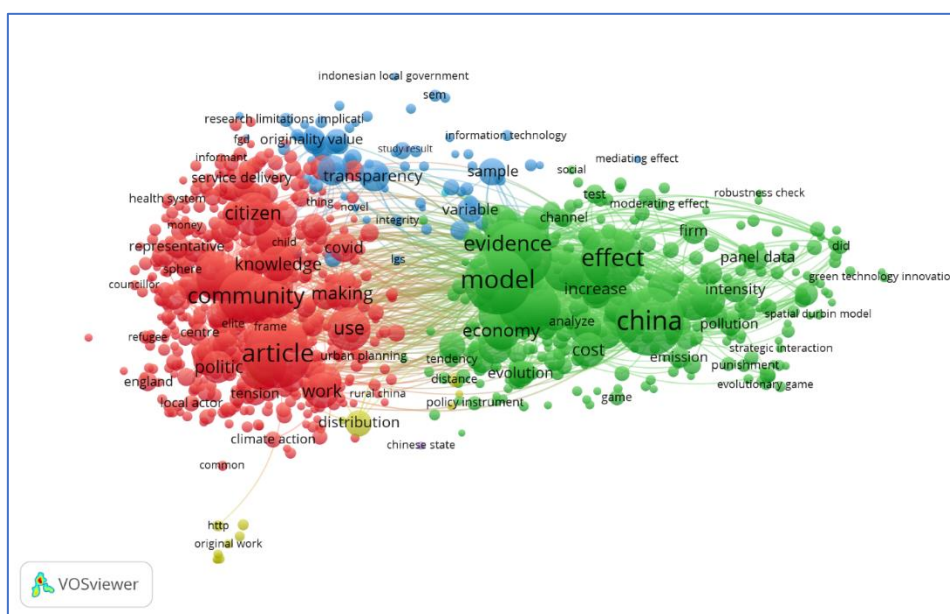 indonesian local government
sem
research limitations implicati
fgd
originality value
information technology
informant
study result
mediating effect
service delivery
transparency
sample
social
health system
thing
novel
test
moderating effect
robustness check
money
citizen
integrity
variable
channel
firm
representative
child
covid
evidence
did
sphere
knowledge
lgs
effect
panel data
councillor
model
green technology innovatio
community
making
increase
intensity
elite
frame
use
economy
analyze
china
spatial durbin model
refugee
centre
pollution
article
urban planning
cost
strategic interaction
politic
tendency
emission
england
evolution
punishment
tension
work
rural china
distance
evolutionary game
local actor
policy instrument
game
distribution
climate action
chinese state
common
http
original work
VOSviewer